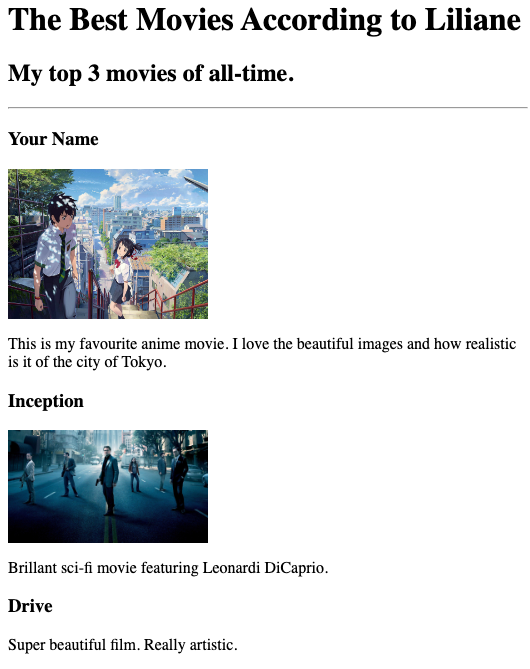 The Best Movies According to Liliane
My top 3 movies of all-time.
Your Name
This is my favourite anime movie. I love the beautiful images and how realistic
is it of the city of Tokyo.
Inception
Brillant sci-fi movie featuring Leonardi DiCaprio.
Drive
Super beautiful film. Really artistic.